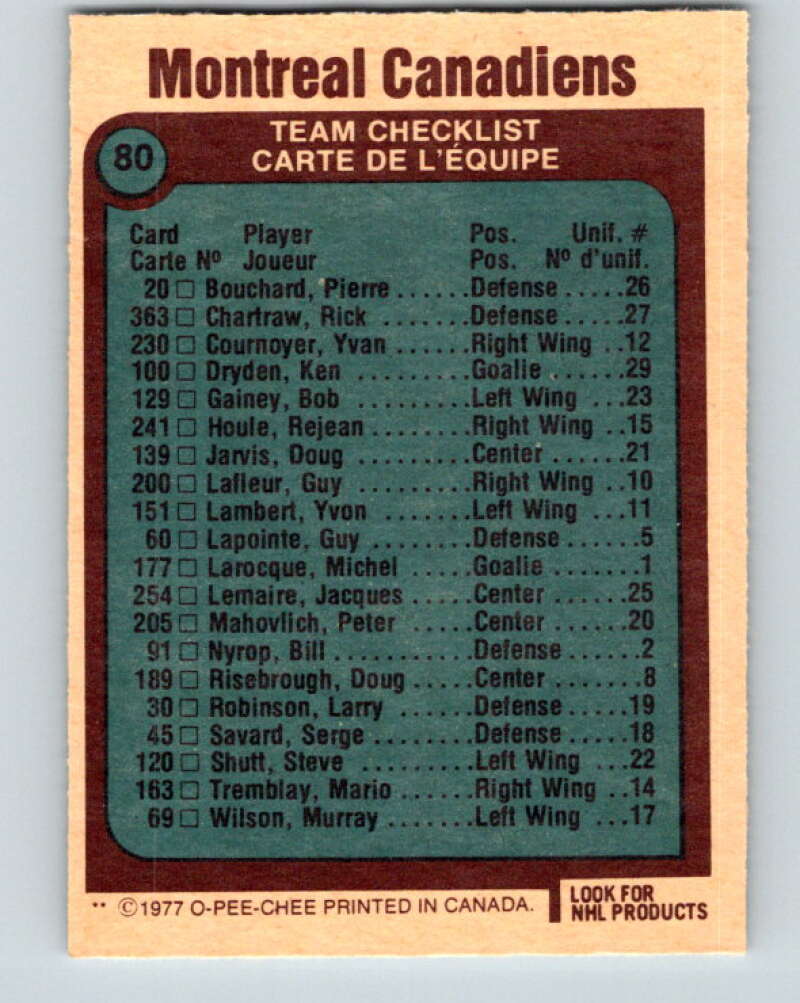 Montreal Canadiens
80
TEAM CHECKLIST
CARTE DE L'ÉQUIPE
Card Player Pos. Unif. #
Carte Nº Joueur Pos. Nº d'unif.
20 □ Bouchard, Pierre ......Defense .....26
363 □ Chartraw, Rick ........Defense .....27
230 □ Cournoyer, Yvan ......Right Wing ..12
100 □ Dryden, Ken .........Goalie .......29
129 □ Gainey, Bob .........Left Wing ...23
241 □ Houle, Rejean ........Right Wing ..15
139 □ Jarvis, Doug .........Center ......21
200 □ Lafleur, Guy .........Right Wing ..10
151 □ Lambert, Yvon .......Left Wing ...11
60 □ Lapointe, Guy ........Defense ......5
177 □ Larocque, Michel .....Goalie ........1
254 □ Lemaire, Jacques .....Center ......25
205 □ Mahovlich, Peter .....Center ......20
91 □ Nyrop, Bill ...........Defense ......2
189 □ Risebrough, Doug .....Center .......8
30 □ Robinson, Larry ......Defense .....19
45 □ Savard, Serge ........Defense .....18
120 □ Shutt, Steve .........Left Wing ...22
163 □ Tremblay, Mario ......Right Wing ..14
69 □ Wilson, Murray .......Left Wing ...17
** ©1977 O-PEE-CHEE PRINTED IN CANADA.
LOOK FOR
NHL PRODUCTS